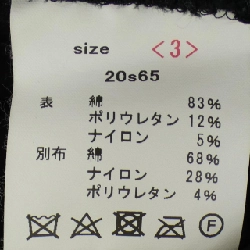 size <3>
20s65
表 綿 83%
ポリウレタン 12%
ナイロン 5%
別布 綿 68%
ナイロン 28%
ポリウレタン 4%
F